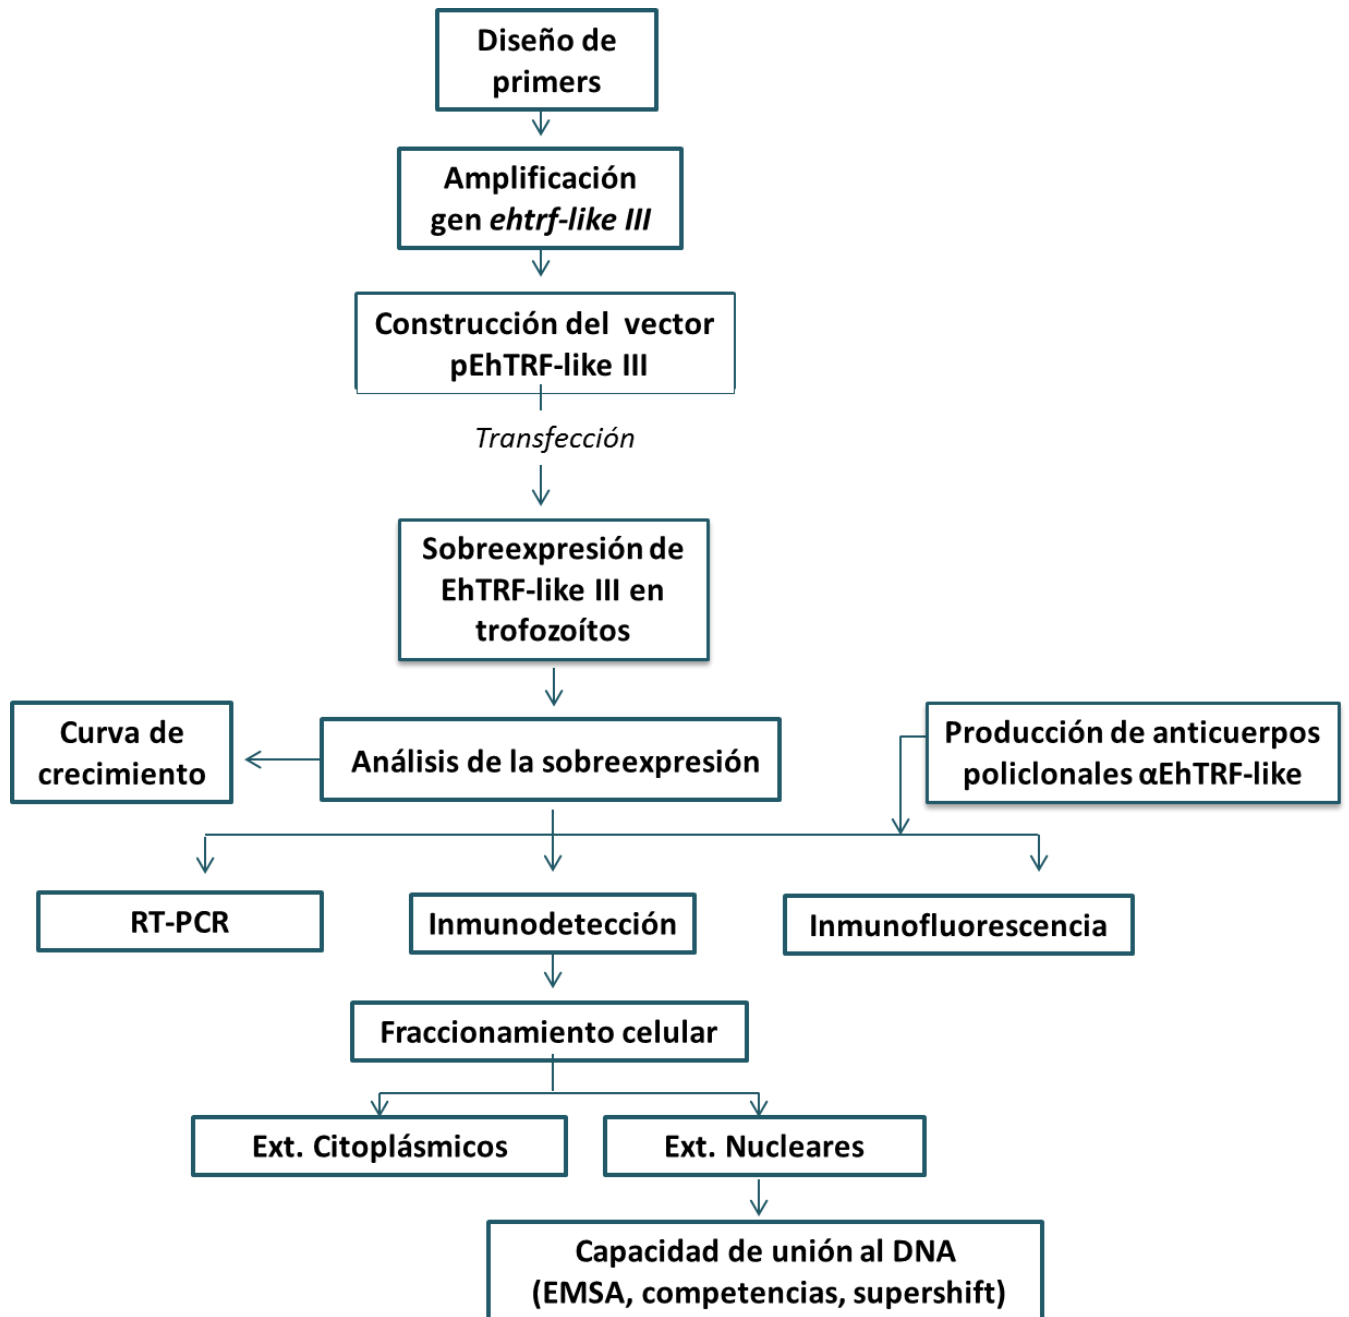 Diseño de
primers
Amplificación
gen ehtrf-like III
Construcción del vector
pEhTRF-like III
Transfección
Sobreexpresión de
EhTRF-like III en
trofozoítos
Curva de
crecimiento
Análisis de la sobreexpresión
Producción de anticuerpos
policlonales αEhTRF-like
RT-PCR
Inmunodetección
Inmunofluorescencia
Fraccionamiento celular
Ext. Citoplásmicos
Ext. Nucleares
Capacidad de unión al DNA
(EMSA, competencias, supershift)